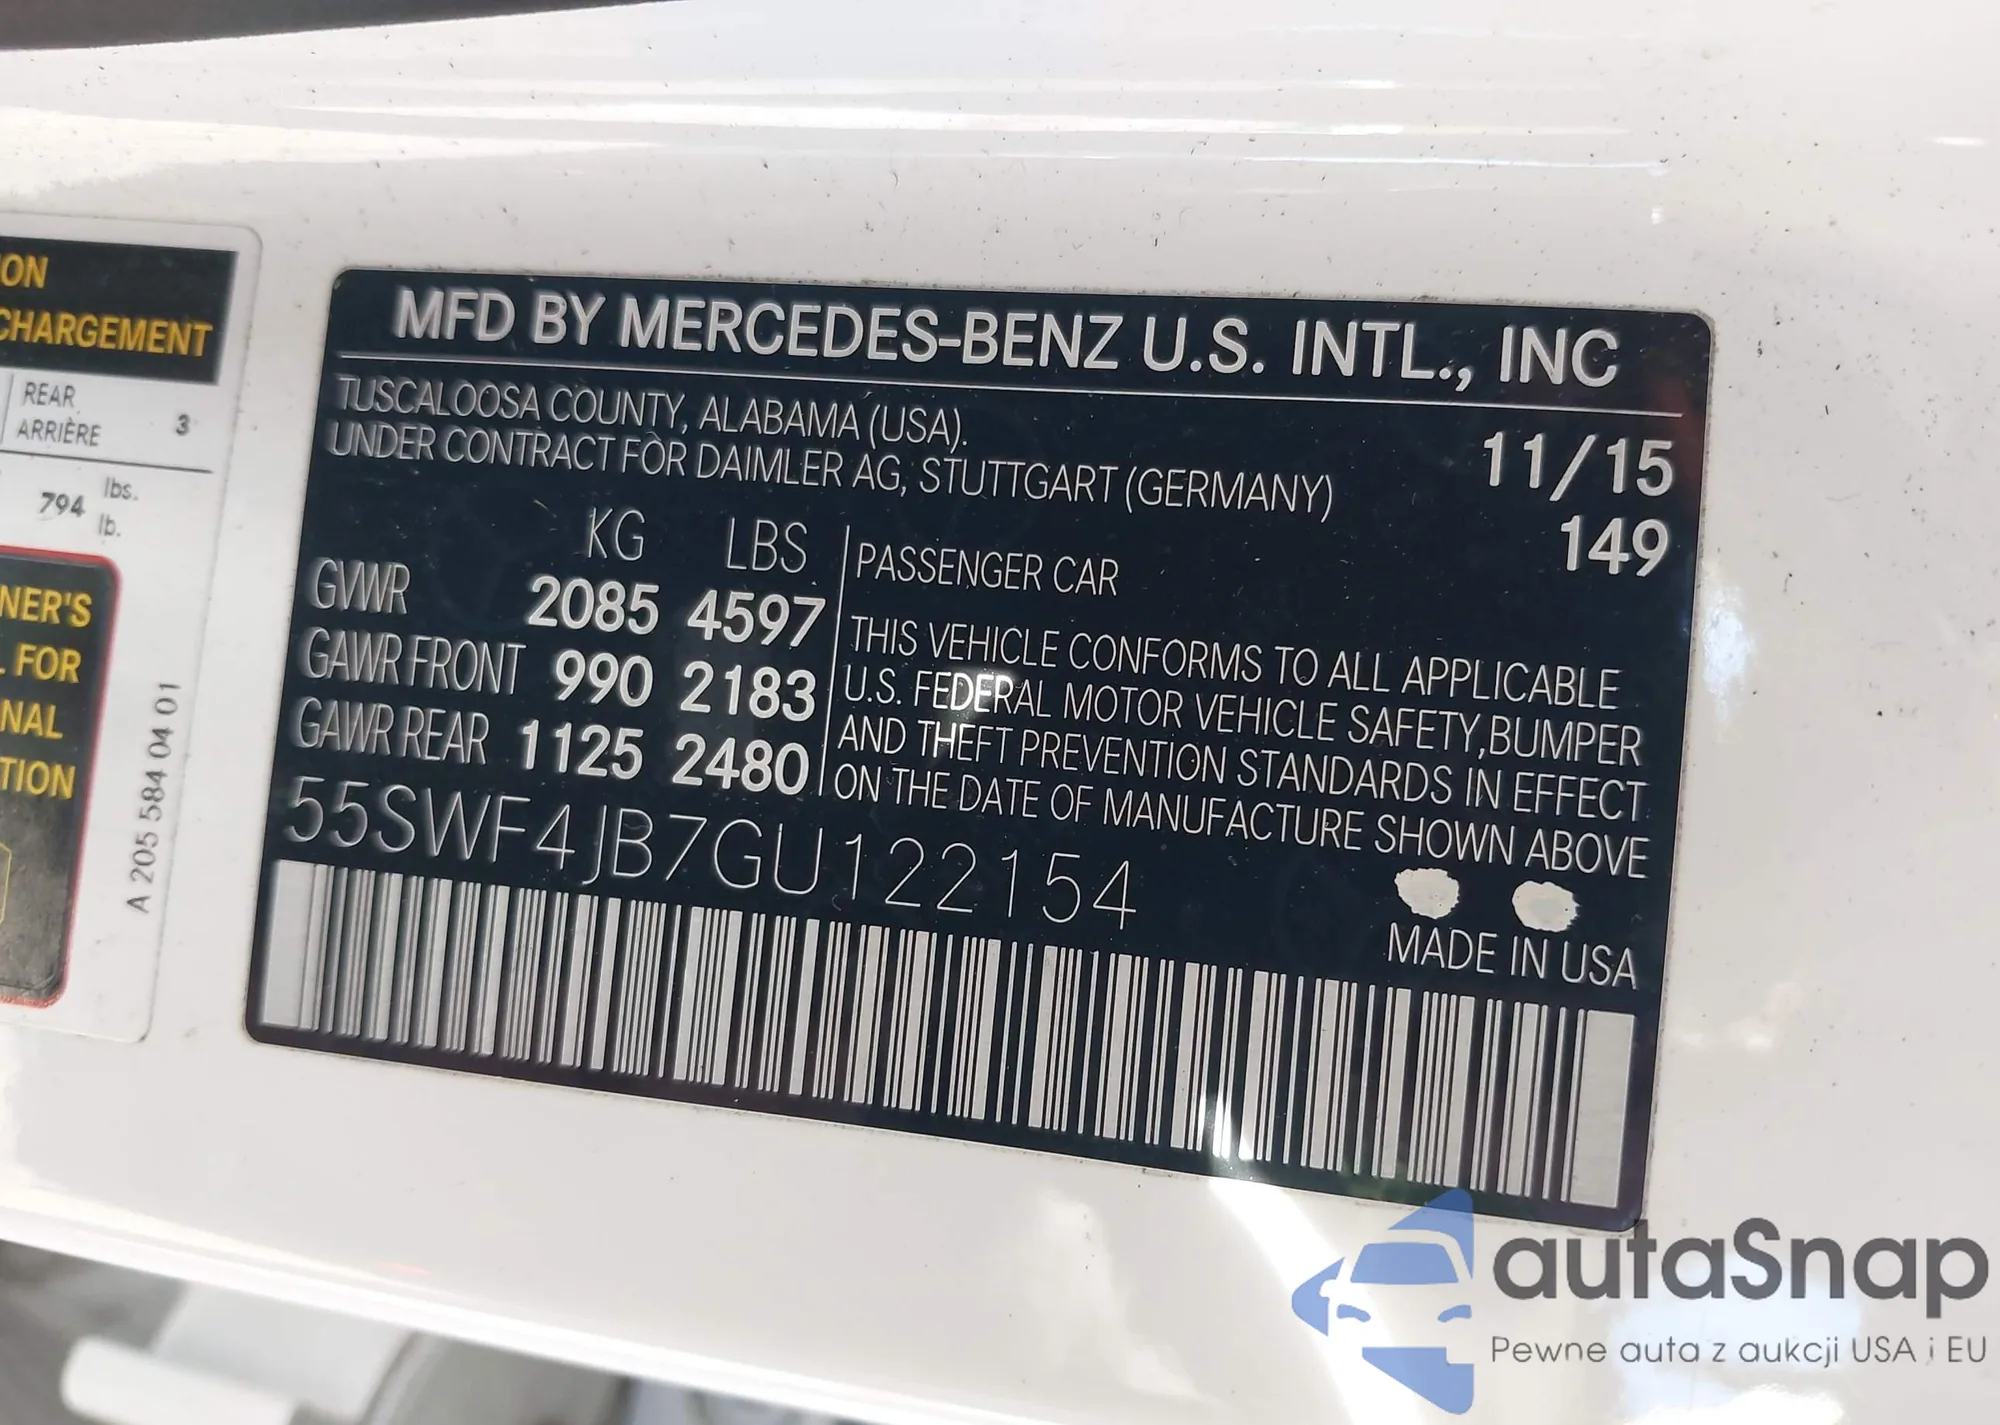 ON
CHARGEMENT
REAR
ARRIÈRE 3
794 lbs.
lb.
NER'S
FOR
NAL
TION
A 205 584 04 01
MFD BY MERCEDES-BENZ U.S. INTL., INC
TUSCALOOSA COUNTY, ALABAMA (USA).
UNDER CONTRACT FOR DAIMLER AG, STUTTGART (GERMANY)
11/15
149
KG LBS
GVWR 2085 4597
GAWR FRONT 990 2183
GAWR REAR 1125 2480
PASSENGER CAR
THIS VEHICLE CONFORMS TO ALL APPLICABLE
U.S. FEDERAL MOTOR VEHICLE SAFETY,BUMPER
AND THEFT PREVENTION STANDARDS IN EFFECT
ON THE DATE OF MANUFACTURE SHOWN ABOVE
55SWF4JB7GU122154
MADE IN USA
autaSnap
Pewne auta z aukcji USA i EU